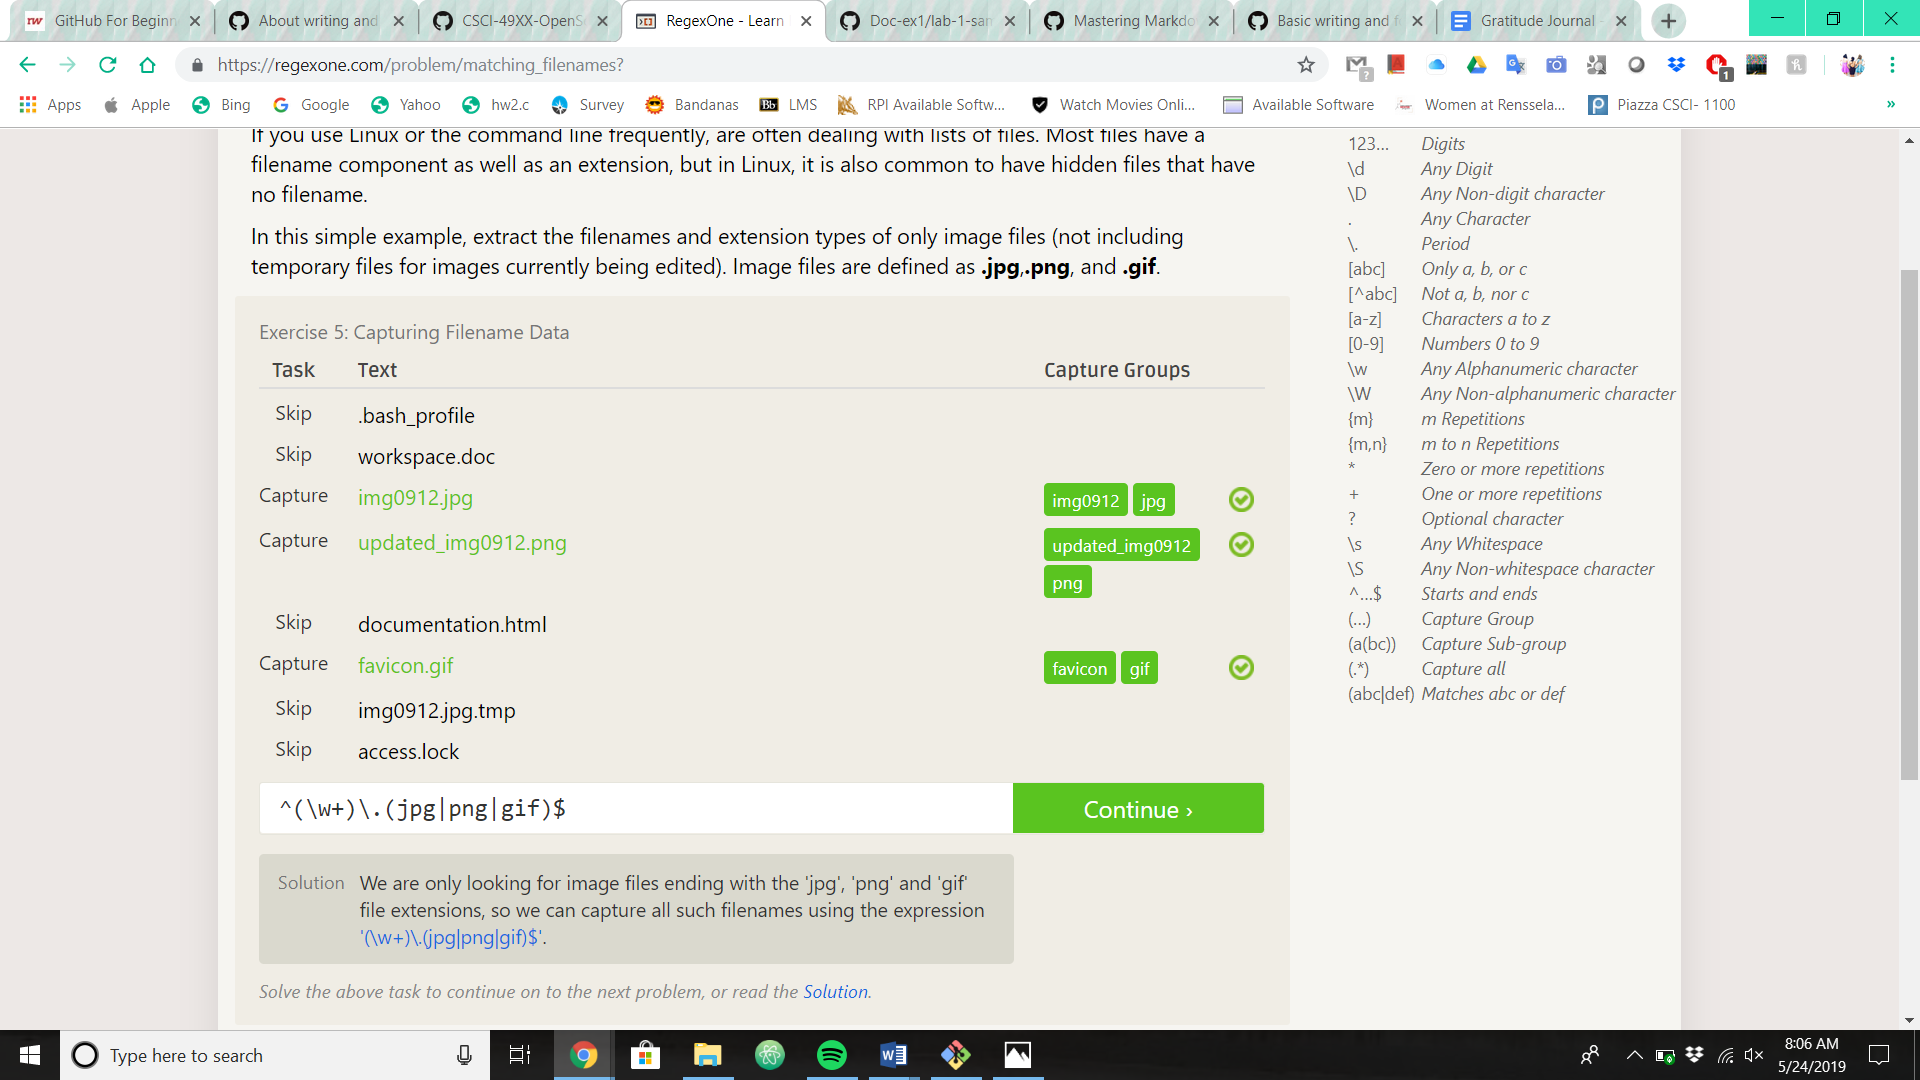 GitHub For Beginn
About writing and
CSCI-49XX-OpenS
RegexOne - Learn
Doc-ex1/lab-1-sam
Mastering Markdo
Basic writing and f
Gratitude Journal -
https://regexone.com/problem/matching_filenames?
Apps Apple Bing Google Yahoo hw2.c Survey Bandanas LMS RPI Available Softw... Watch Movies Onli... Available Software Women at Renssela... Piazza CSCI- 1100 »
If you use Linux or the command line frequently, are often dealing with lists of files. Most files have a
filename component as well as an extension, but in Linux, it is also common to have hidden files that have
no filename.
In this simple example, extract the filenames and extension types of only image files (not including
temporary files for images currently being edited). Image files are defined as .jpg,.png, and .gif.
Exercise 5: Capturing Filename Data
Task Text Capture Groups
Skip .bash_profile
Skip workspace.doc
Capture img0912.jpg img0912 jpg
Capture updated_img0912.png updated_img0912
png
Skip documentation.html
Capture favicon.gif favicon gif
Skip img0912.jpg.tmp
Skip access.lock
^(\w+)\.(jpg|png|gif)$ Continue ›
Solution We are only looking for image files ending with the 'jpg', 'png' and 'gif'
file extensions, so we can capture all such filenames using the expression
'(\w+)\.(jpg|png|gif)$'.
Solve the above task to continue on to the next problem, or read the Solution.
123... Digits
\d Any Digit
\D Any Non-digit character
. Any Character
\. Period
[abc] Only a, b, or c
[^abc] Not a, b, nor c
[a-z] Characters a to z
[0-9] Numbers 0 to 9
\w Any Alphanumeric character
\W Any Non-alphanumeric character
{m} m Repetitions
{m,n} m to n Repetitions
* Zero or more repetitions
+ One or more repetitions
? Optional character
\s Any Whitespace
\S Any Non-whitespace character
^...$ Starts and ends
(...) Capture Group
(a(bc)) Capture Sub-group
(.*) Capture all
(abc|def) Matches abc or def
Type here to search
8:06 AM
5/24/2019